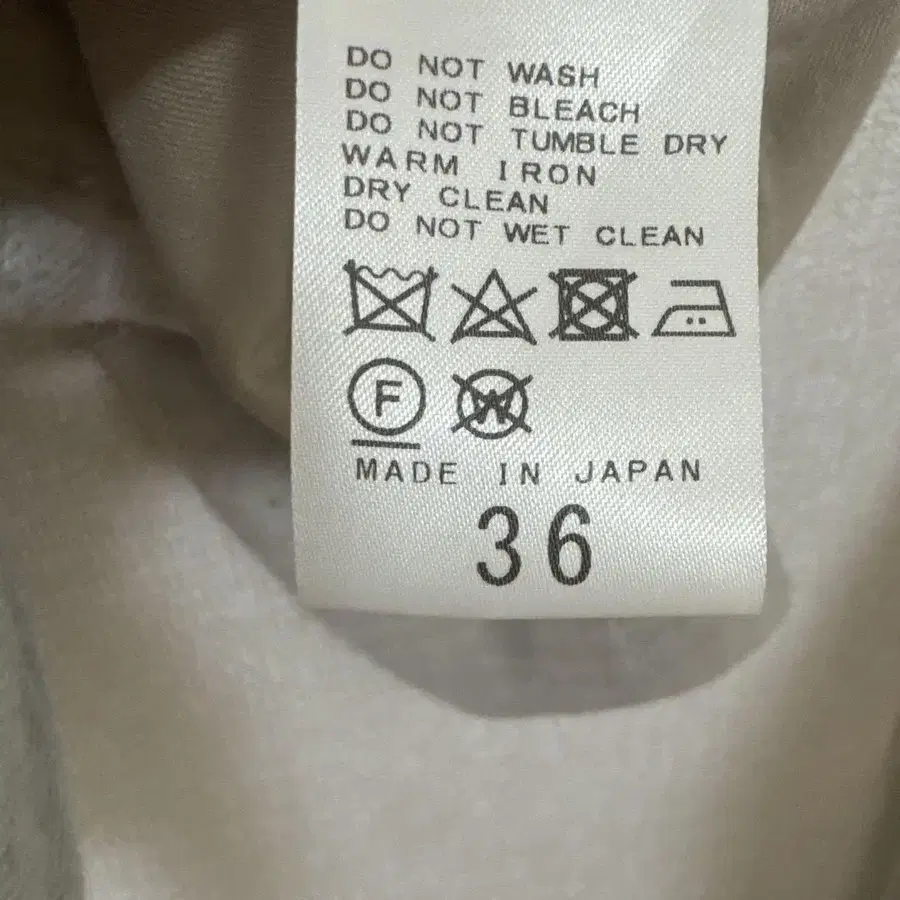 DO NOT WASH
DO NOT BLEACH
DO NOT TUMBLE DRY
WARM IRON
DRY CLEAN
DO NOT WET CLEAN
F W
MADE IN JAPAN
36